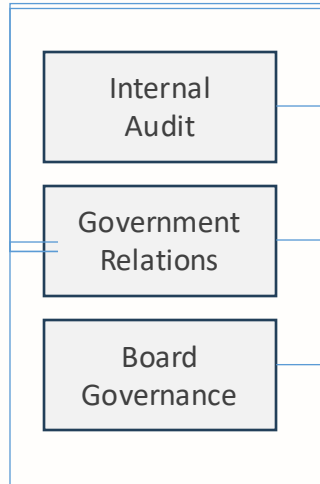 Internal
Audit
Government
Relations
Board
Governance